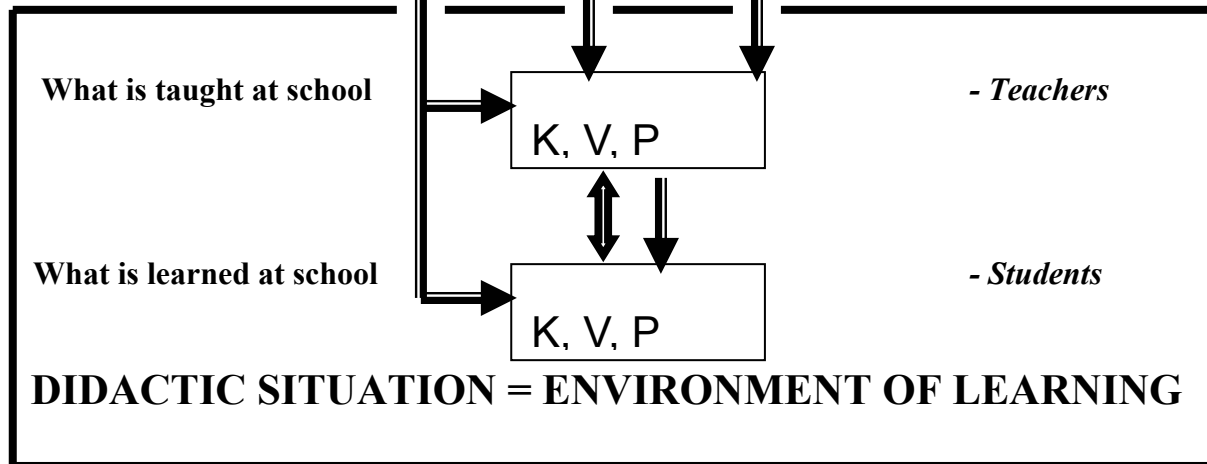 What is taught at school - Teachers
K, V, P
What is learned at school - Students
K, V, P
DIDACTIC SITUATION = ENVIRONMENT OF LEARNING